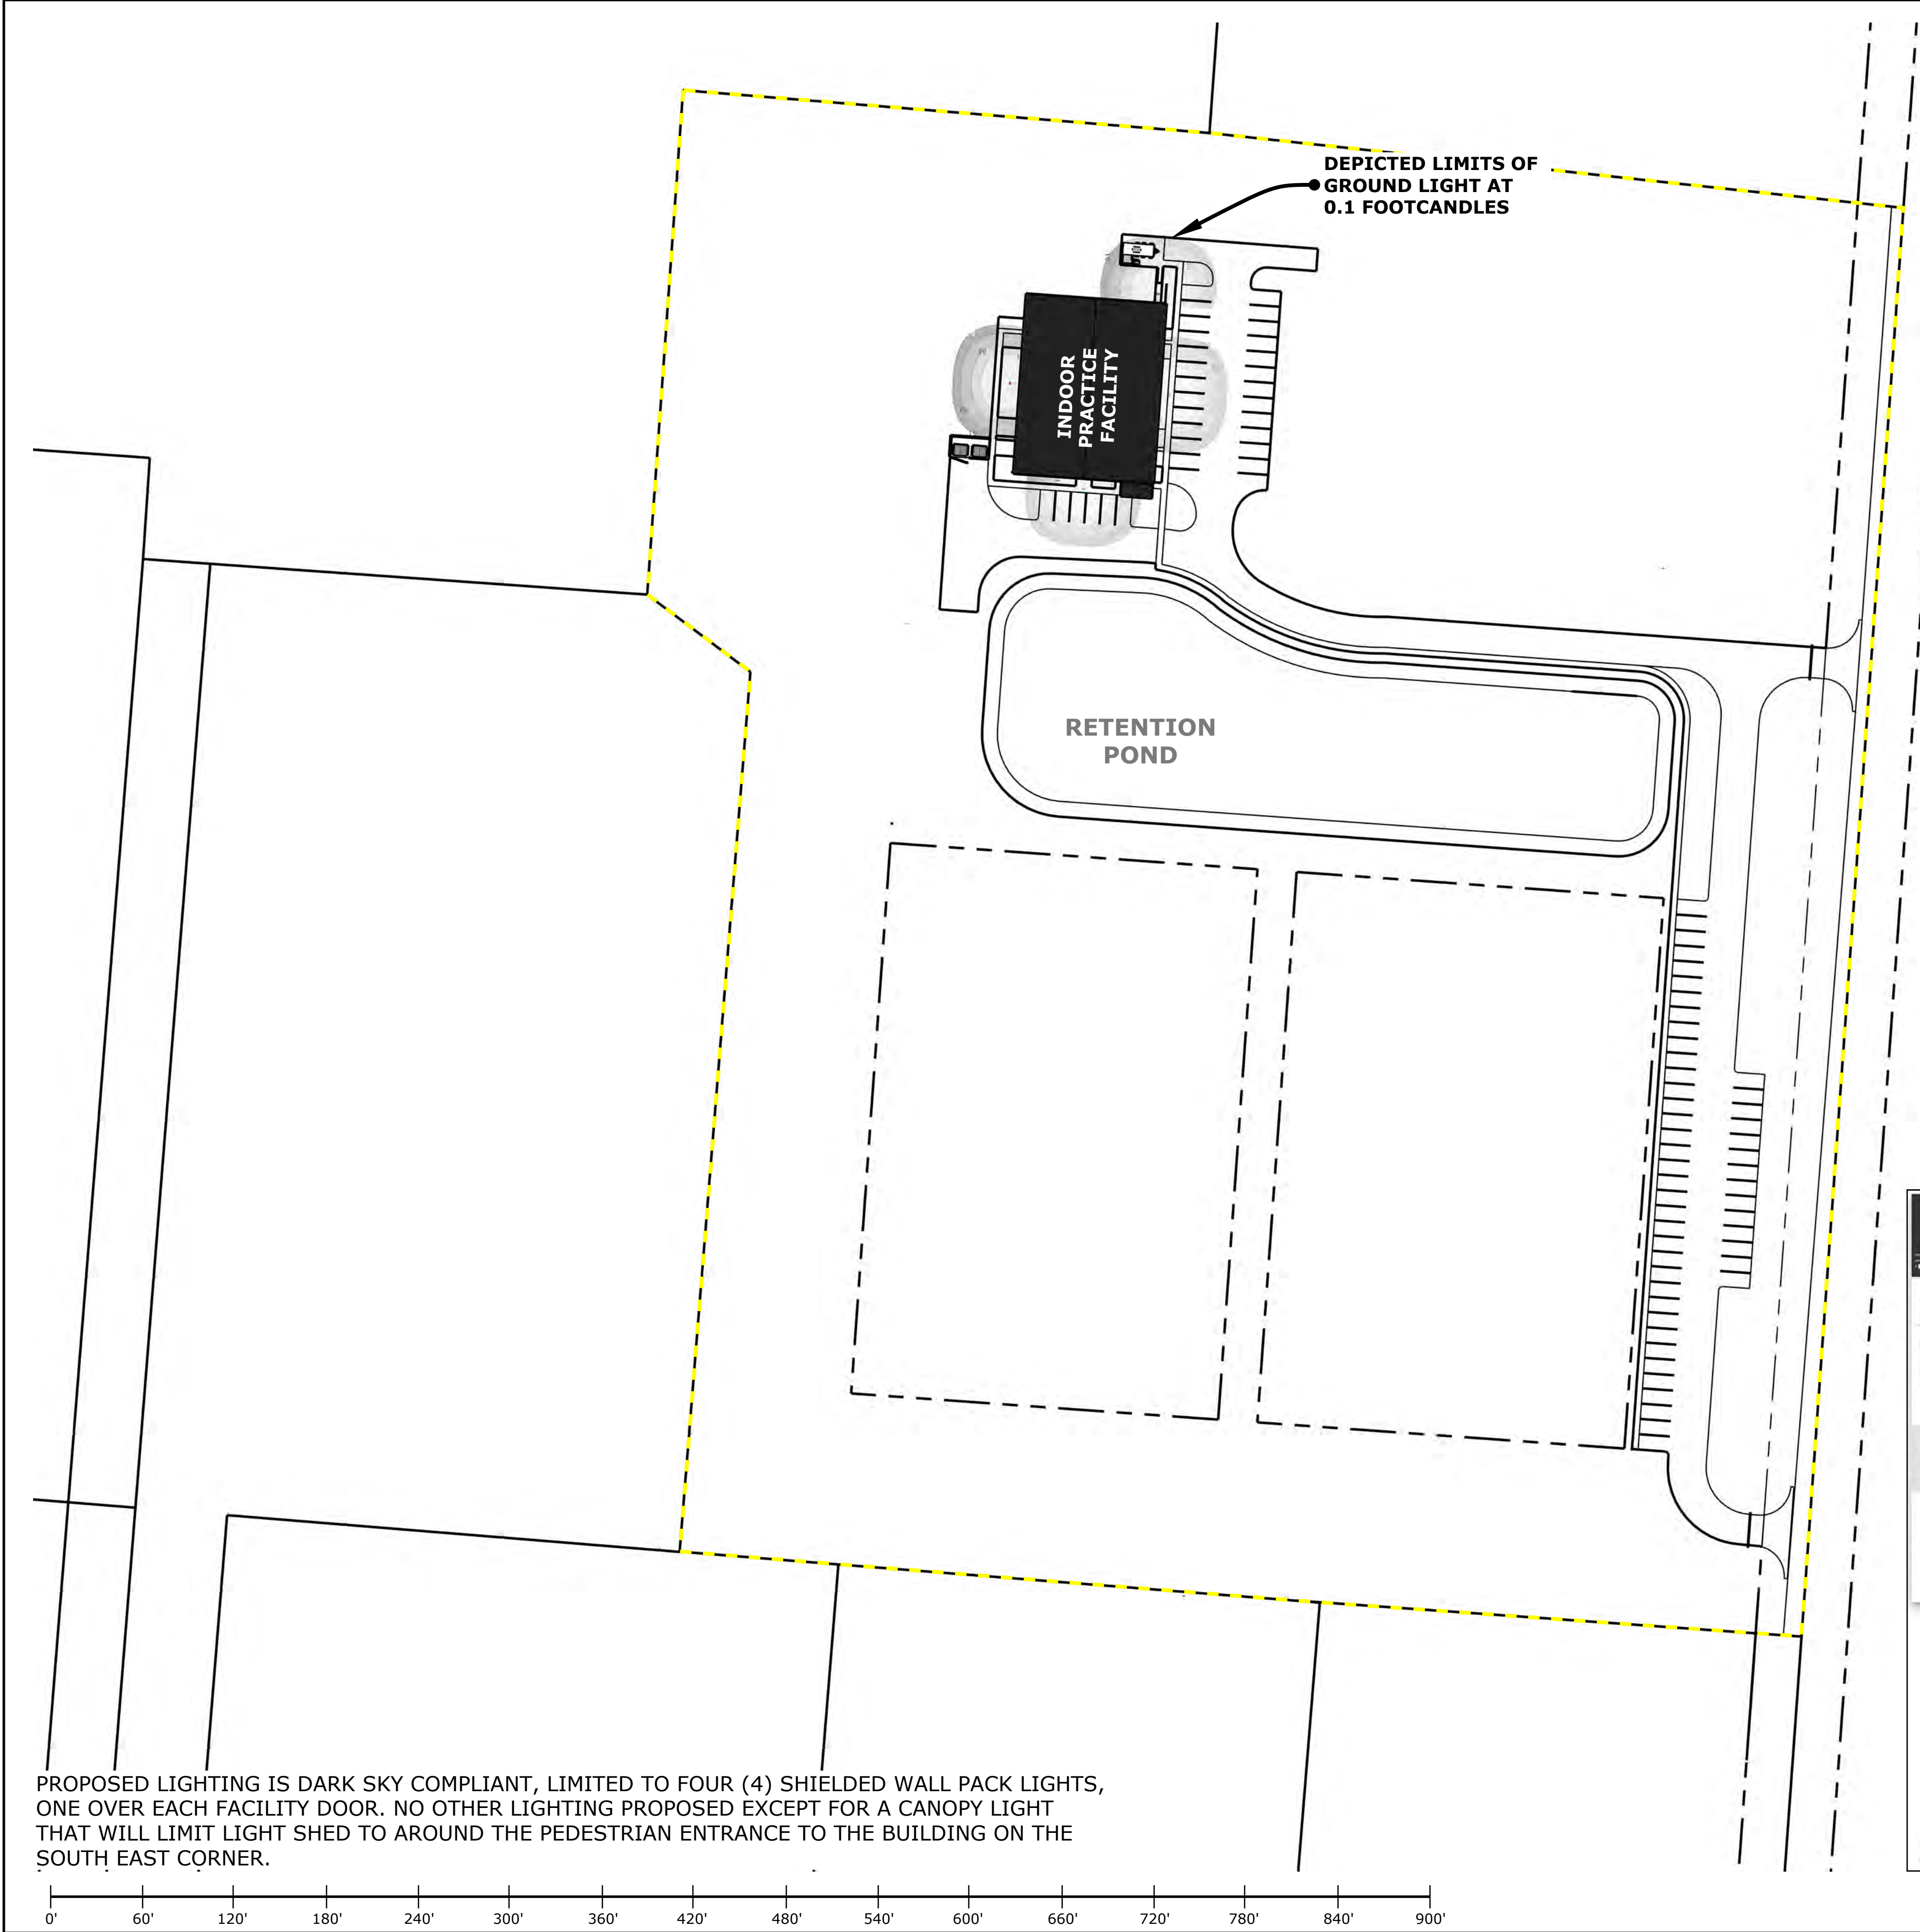 DEPICTED LIMITS OF
GROUND LIGHT AT
0.1 FOOTCANDLES
INDOOR
PRACTICE
FACILITY
RETENTION
POND
PROPOSED LIGHTING IS DARK SKY COMPLIANT, LIMITED TO FOUR (4) SHIELDED WALL PACK LIGHTS,
ONE OVER EACH FACILITY DOOR. NO OTHER LIGHTING PROPOSED EXCEPT FOR A CANOPY LIGHT
THAT WILL LIMIT LIGHT SHED TO AROUND THE PEDESTRIAN ENTRANCE TO THE BUILDING ON THE
SOUTH EAST CORNER.
0' 60' 120' 180' 240' 300' 360' 420' 480' 540' 600' 660' 720' 780' 840' 900'